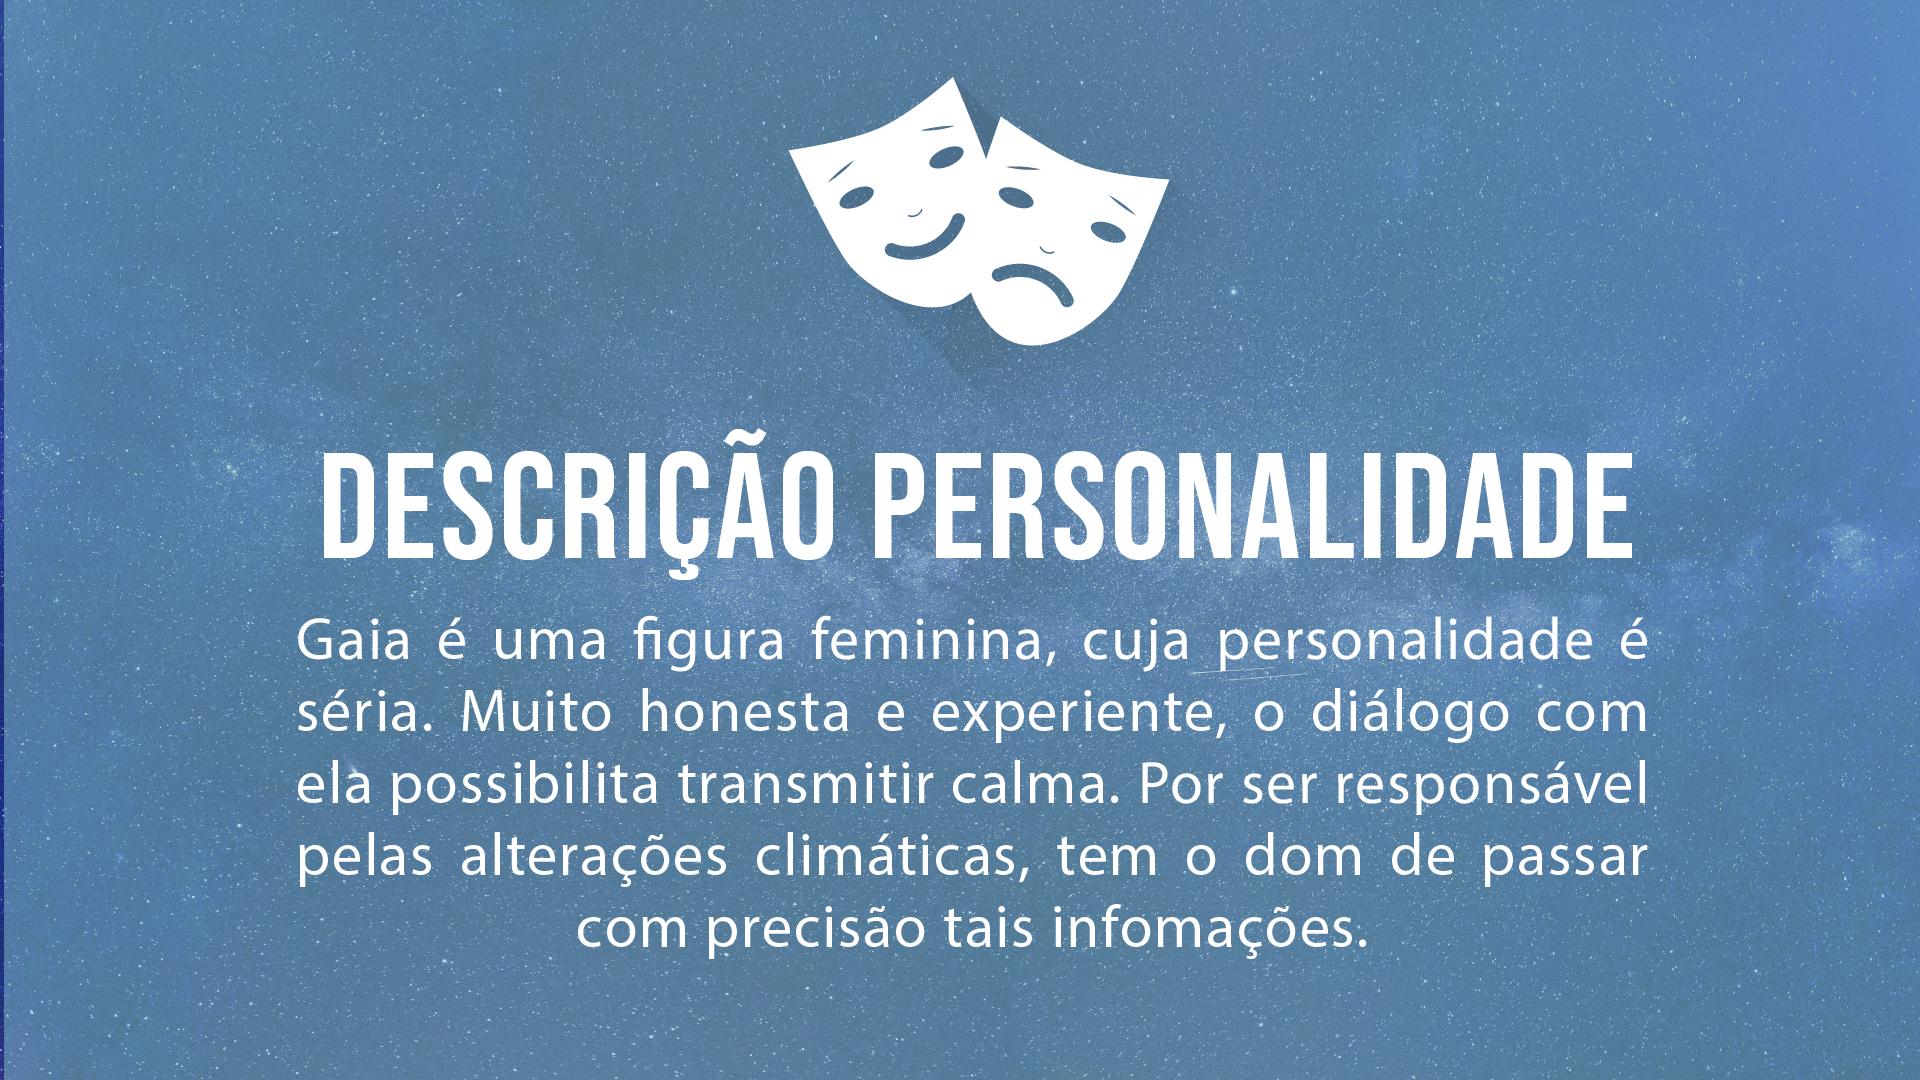 DESCRIÇÃO PERSONALIDADE
Gaia é uma figura feminina, cuja personalidade é
séria. Muito honesta e experiente, o diálogo com
ela possibilita transmitir calma. Por ser responsável
pelas alterações climáticas, tem o dom de passar
com precisão tais infomações.